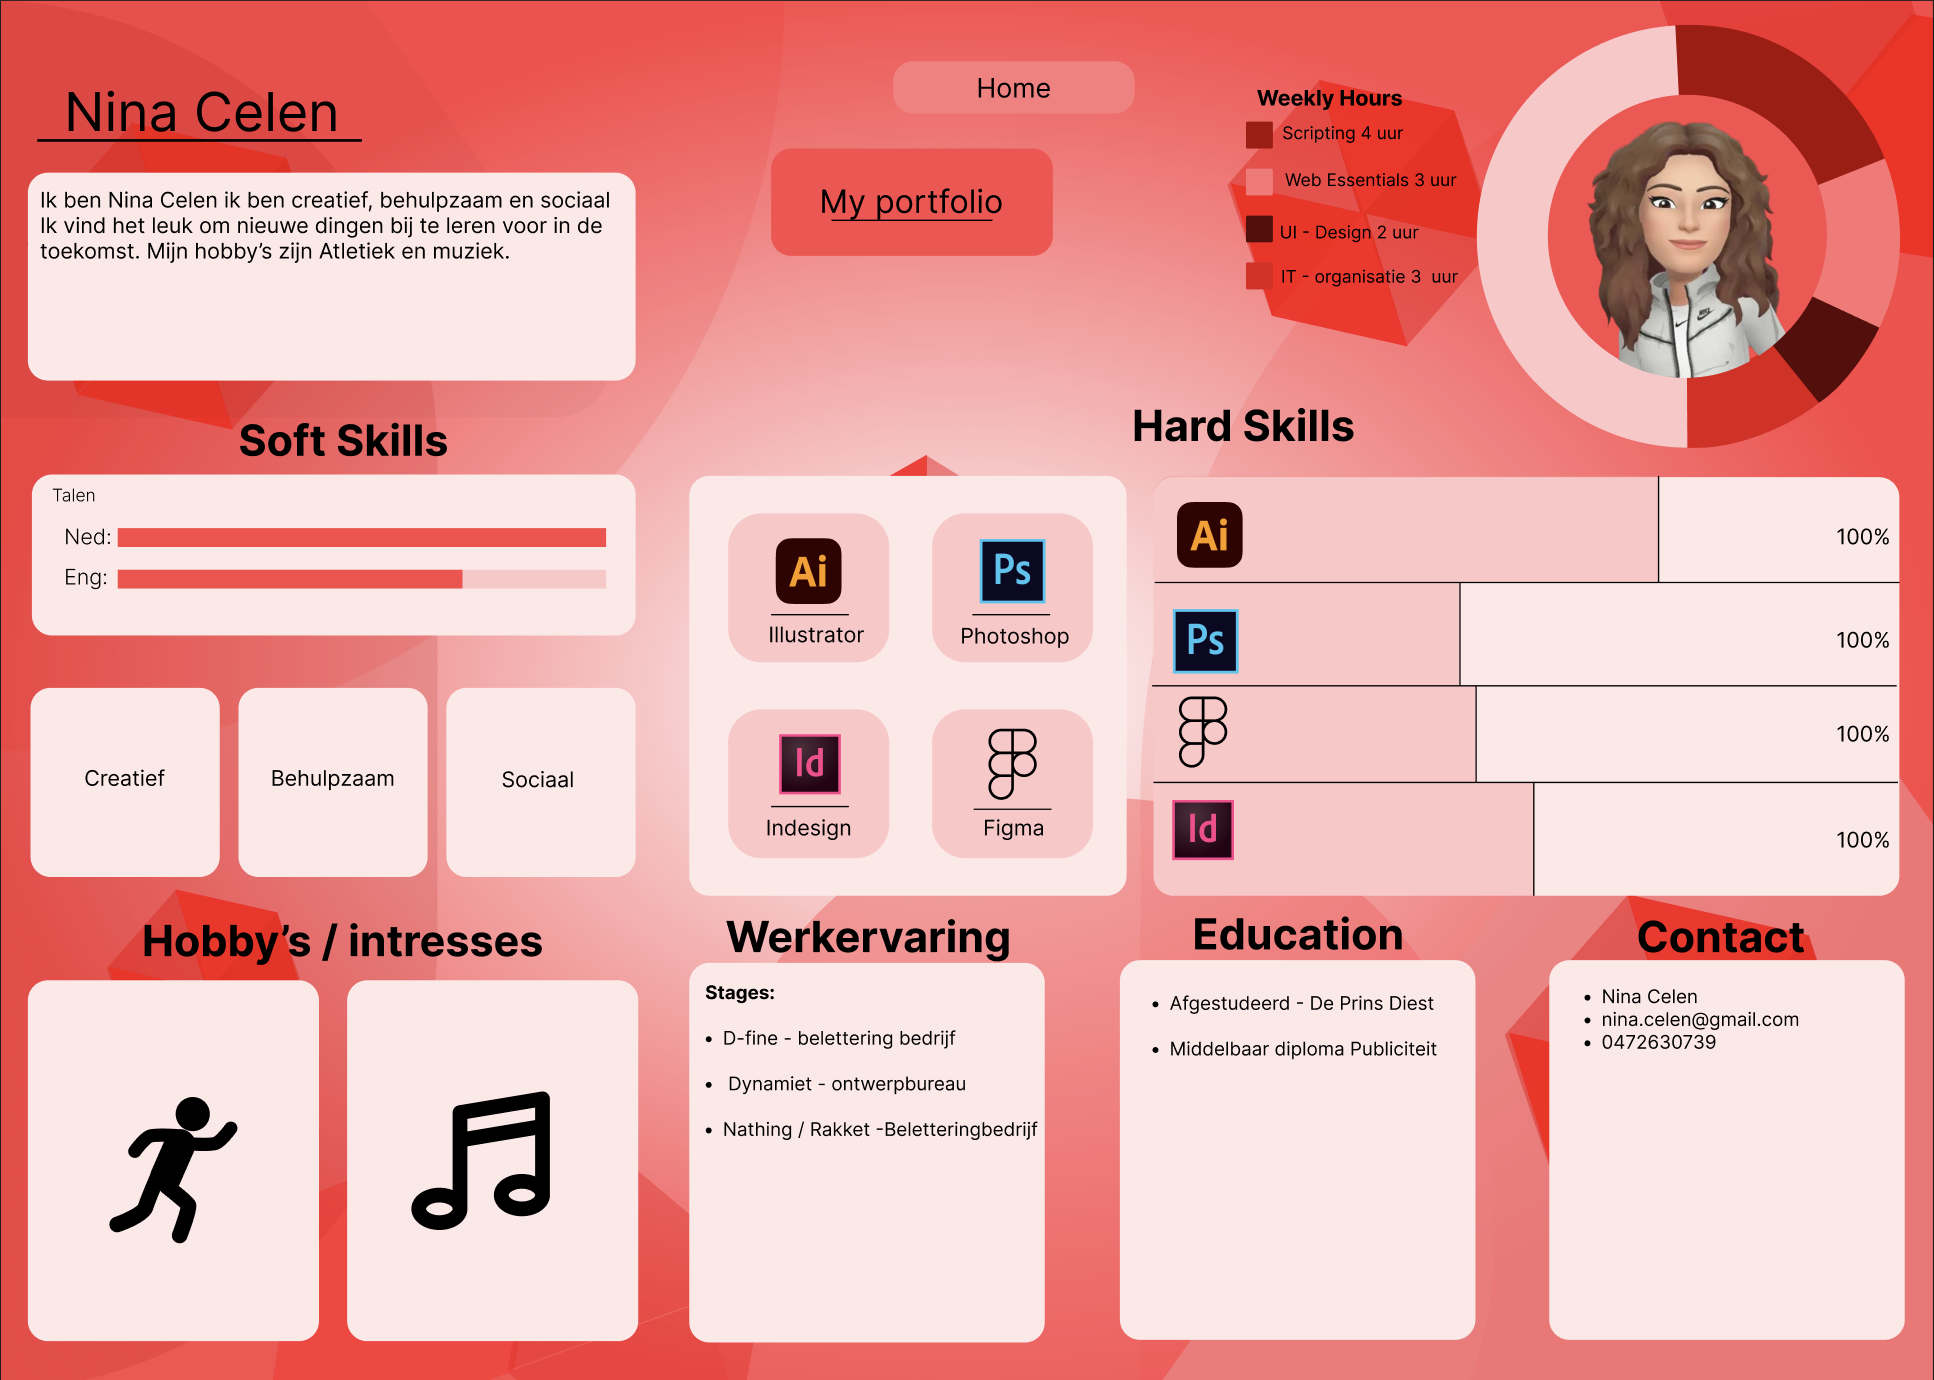 Nina Celen
Ik ben Nina Celen ik ben creatief, behulpzaam en sociaal
Ik vind het leuk om nieuwe dingen bij te leren voor in de
toekomst. Mijn hobby’s zijn Atletiek en muziek.
Home
My portfolio
Weekly Hours
Scripting 4 uur
Web Essentials 3 uur
UI - Design 2 uur
IT - organisatie 3 uur
Soft Skills
Talen
Ned:
Eng:
Creatief
Behulpzaam
Sociaal
Ai
Illustrator
Ps
Photoshop
Id
Indesign
Figma
Hard Skills
Ai
100%
Ps
100%
100%
Id
100%
Hobby’s / intresses
Werkervaring
Stages:
• D-fine - belettering bedrijf
• Dynamiet - ontwerpbureau
• Nathing / Rakket -Beletteringbedrijf
Education
• Afgestudeerd - De Prins Diest
• Middelbaar diploma Publiciteit
Contact
• Nina Celen
• nina.celen@gmail.com
• 0472630739